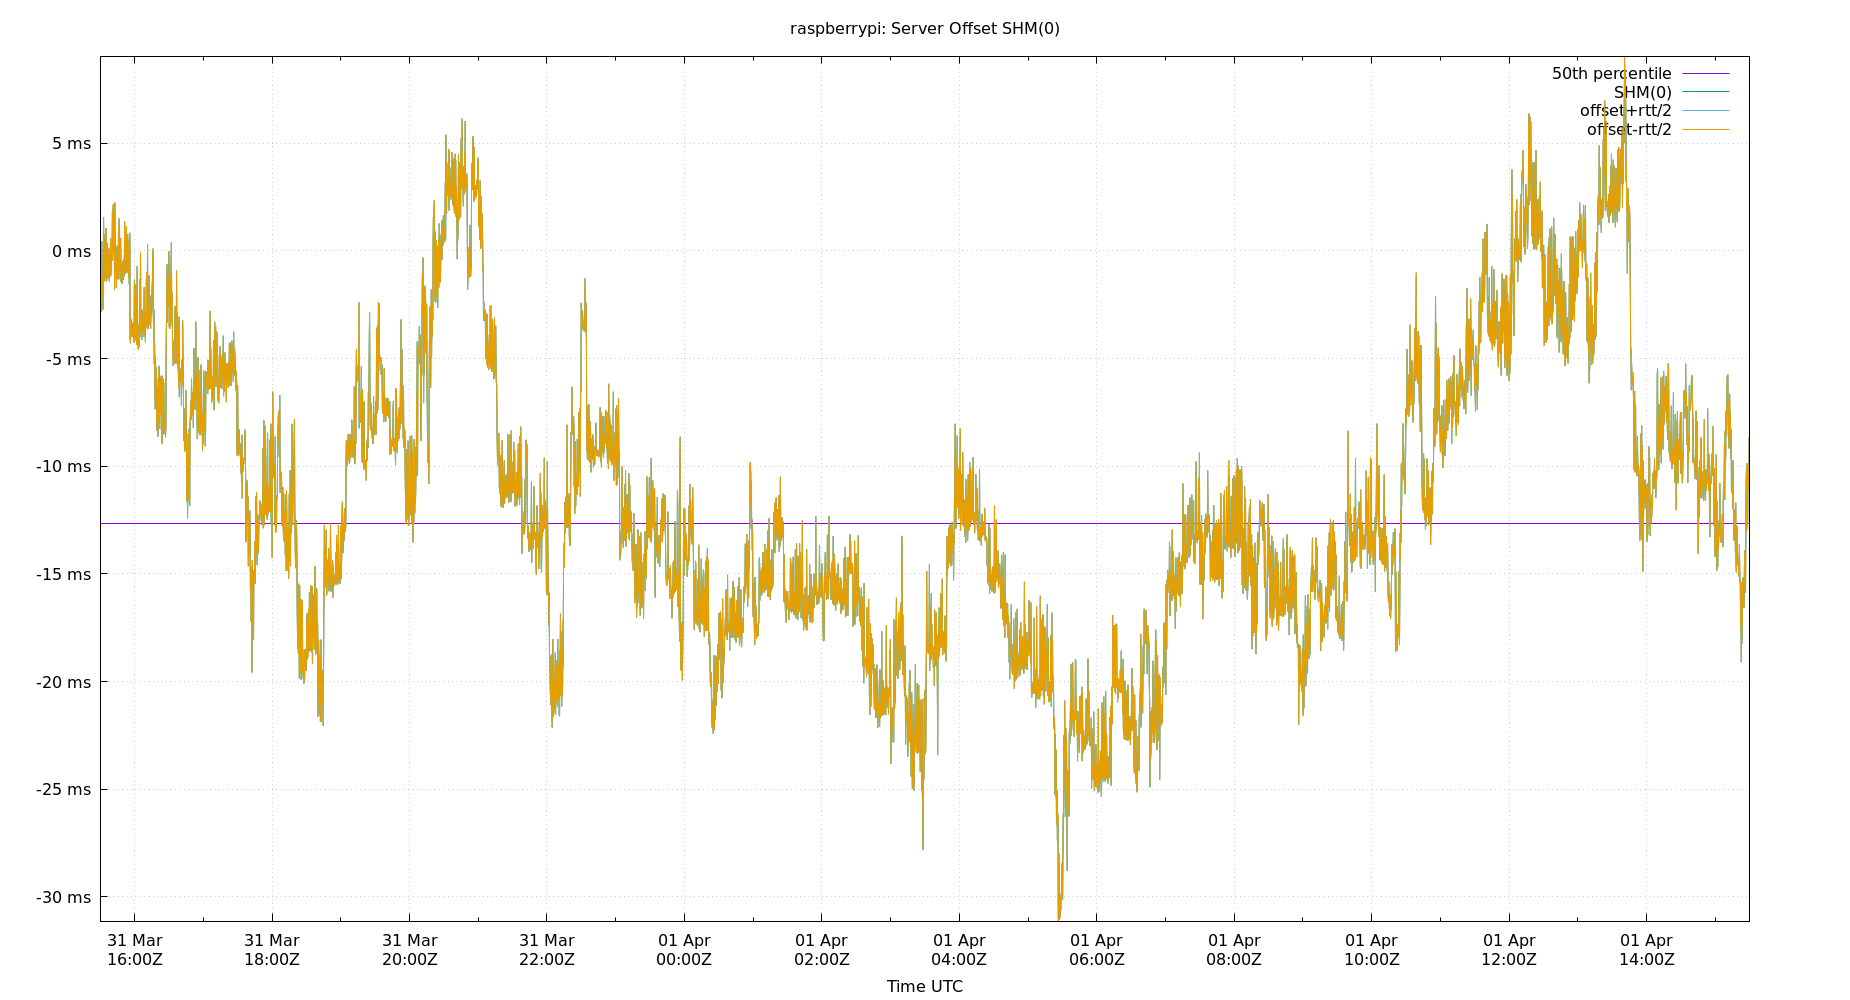 raspberrypi: Server Offset SHM(0)
50th percentile
SHM(0)
offset+rtt/2
offset-rtt/2
5 ms
0 ms
-5 ms
-10 ms
-15 ms
-20 ms
-25 ms
-30 ms
31 Mar 31 Mar 31 Mar 31 Mar 01 Apr 01 Apr 01 Apr 01 Apr 01 Apr 01 Apr 01 Apr 01 Apr
16:00Z 18:00Z 20:00Z 22:00Z 00:00Z 02:00Z 04:00Z 06:00Z 08:00Z 10:00Z 12:00Z 14:00Z
Time UTC